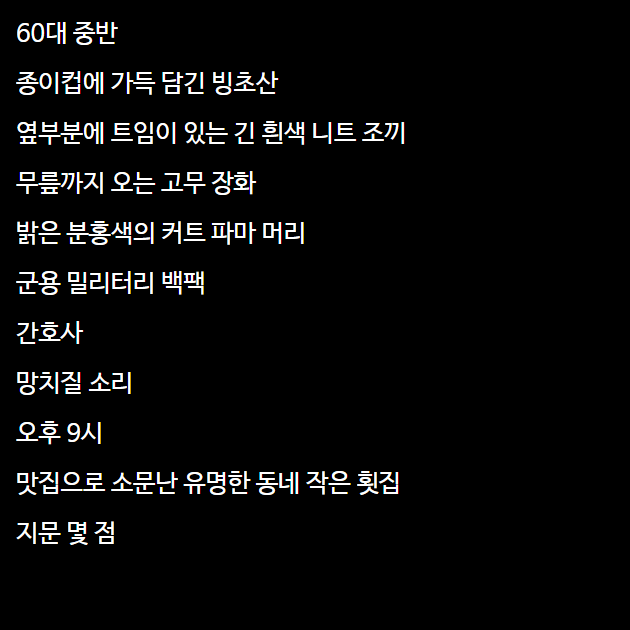 60대 중반
종이컵에 가득 담긴 빙초산
옆부분에 트임이 있는 긴 흰색 니트 조끼
무릎까지 오는 고무 장화
밝은 분홍색의 커트 파마 머리
군용 밀리터리 백팩
간호사
망치질 소리
오후 9시
맛집으로 소문난 유명한 동네 작은 횟집
지문 몇 점